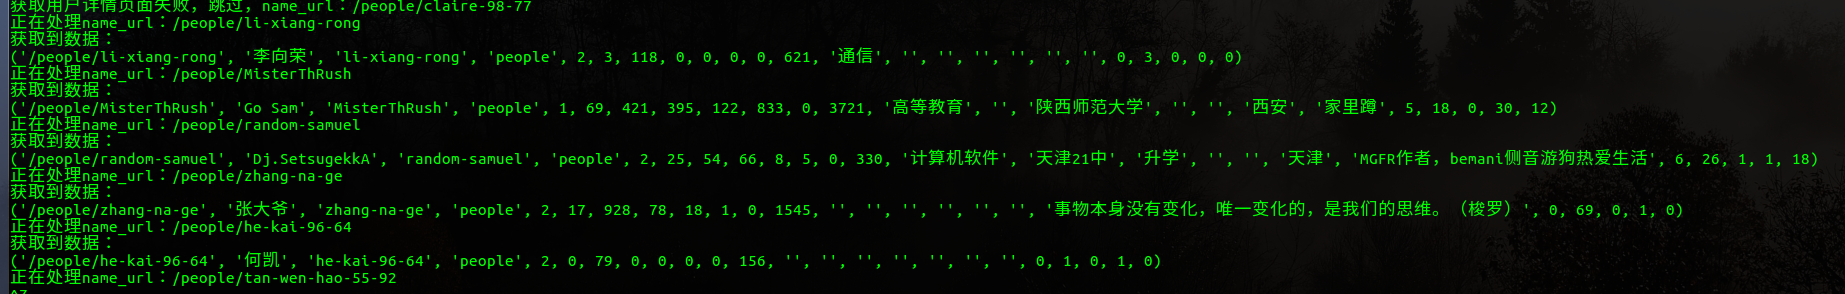 获取用户详情页面失败，跳过，name_url：/people/claire-98-77
正在处理name_url：/people/li-xiang-rong
获取到数据：
('/people/li-xiang-rong', '李向荣', 'li-xiang-rong', 'people', 2, 3, 118, 0, 0, 0, 0, 621, '通信', '', '', '', '', '', '', 0, 3, 0, 0, 0)
正在处理name_url：/people/MisterThRush
获取到数据：
('/people/MisterThRush', 'Go Sam', 'MisterThRush', 'people', 1, 69, 421, 395, 122, 833, 0, 3721, '高等教育', '', '陕西师范大学', '', '', '西安', '家里蹲', 5, 18, 0, 30, 12)
正在处理name_url：/people/random-samuel
获取到数据：
('/people/random-samuel', 'Dj.SetsugekkA', 'random-samuel', 'people', 2, 25, 54, 66, 8, 5, 0, 330, '计算机软件', '天津21中', '升学', '', '', '天津', 'MGFR作者，bemani侧音游狗热爱生活', 6, 26, 1, 1, 18)
正在处理name_url：/people/zhang-na-ge
获取到数据：
('/people/zhang-na-ge', '张大爷', 'zhang-na-ge', 'people', 2, 17, 928, 78, 18, 1, 0, 1545, '', '', '', '', '', '', '事物本身没有变化，唯一变化的，是我们的思维。（梭罗）', 0, 69, 0, 1, 0)
正在处理name_url：/people/he-kai-96-64
获取到数据：
('/people/he-kai-96-64', '何凯', 'he-kai-96-64', 'people', 2, 0, 79, 0, 0, 0, 0, 156, '', '', '', '', '', '', '', 0, 1, 0, 1, 0)
正在处理name_url：/people/tan-wen-hao-55-92